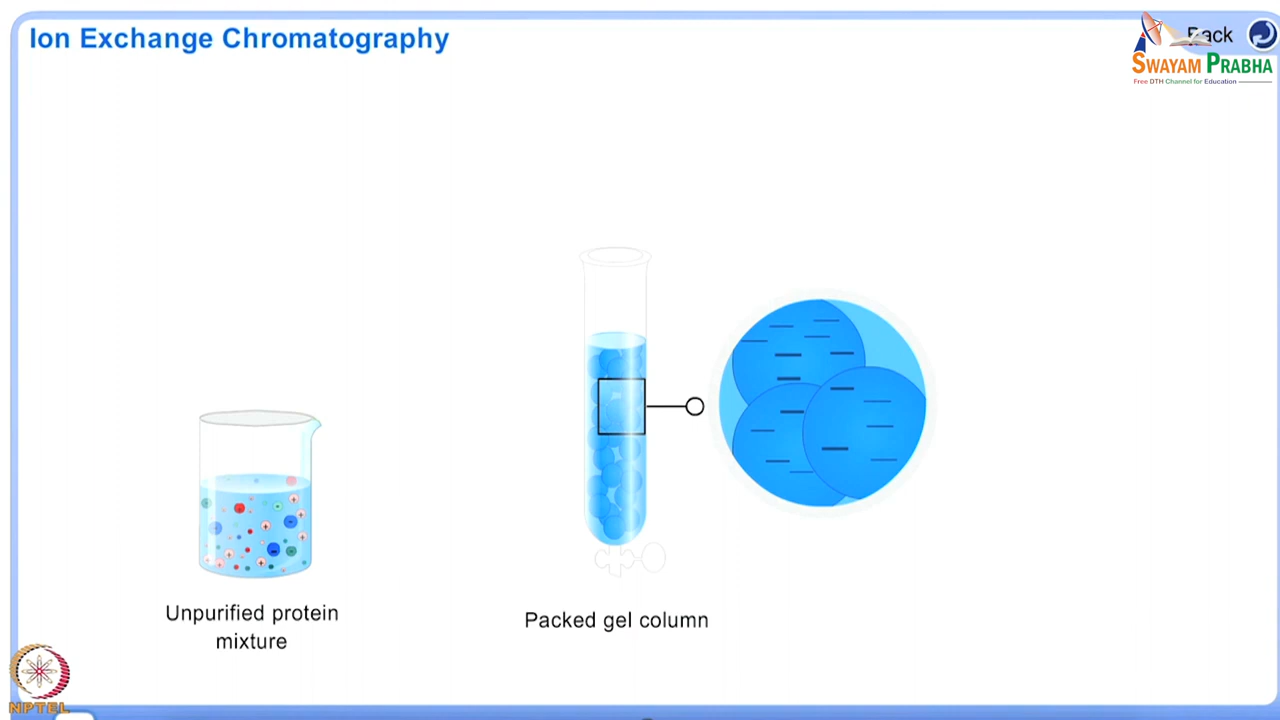 Ion Exchange Chromatography
Back
SWAYAM PRABHA
Free DTH Channel for Education
Unpurified protein
mixture
Packed gel column
NPTEL